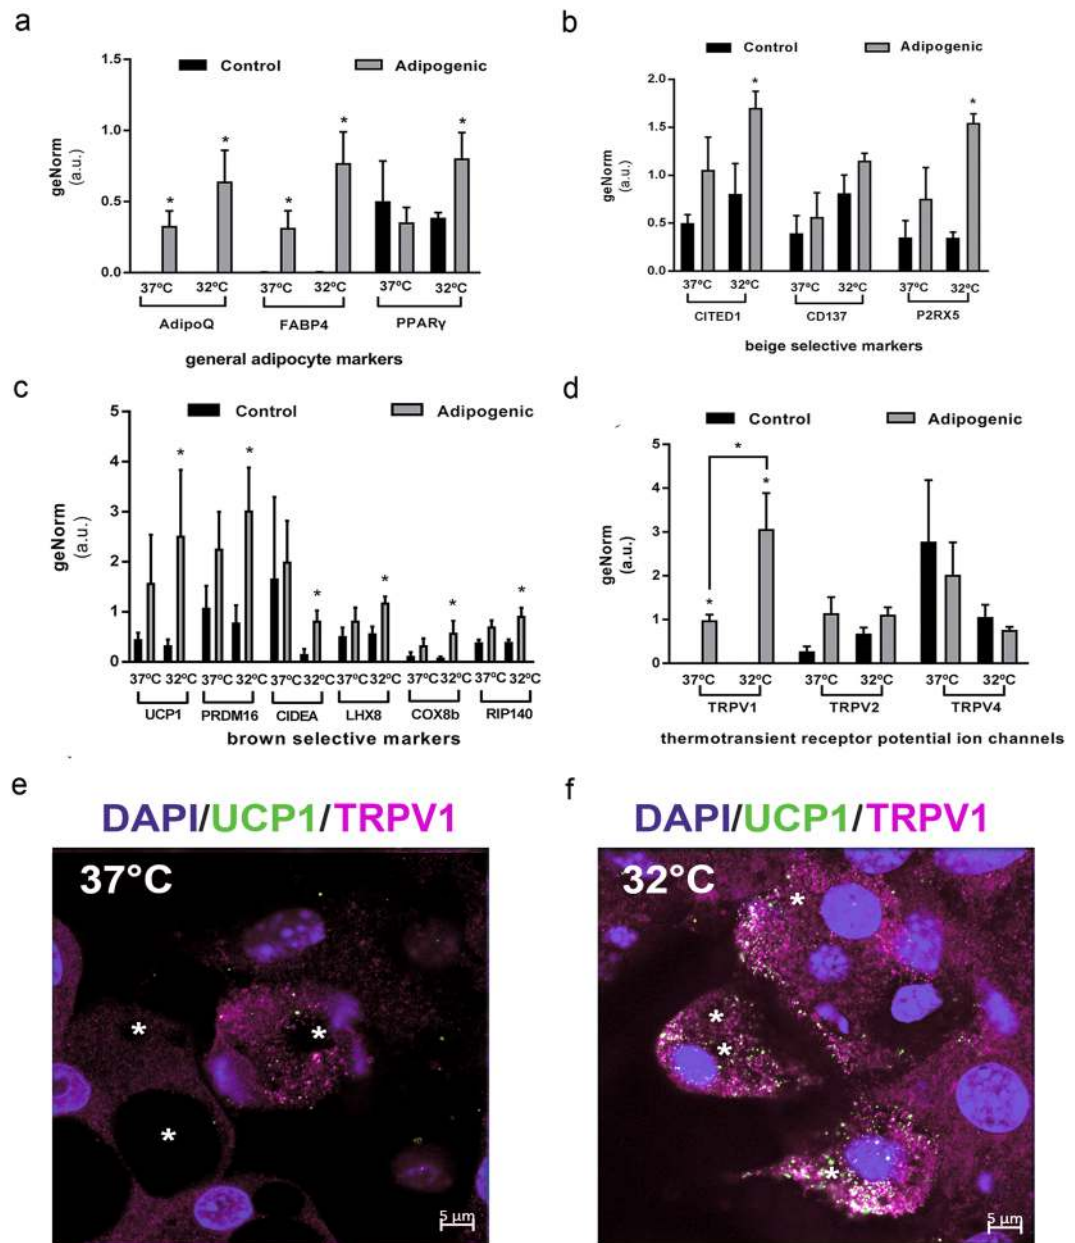 a
Control Adipogenic
geNorm
(a.u.)
1.5
1.0
0.5
0.0
* * * * *
37ºC 32ºC 37ºC 32ºC 37ºC 32ºC
AdipoQ FABP4 PPARγ
general adipocyte markers
b
Control Adipogenic
geNorm
(a.u.)
2.0
1.5
1.0
0.5
0.0
* *
37ºC 32ºC 37ºC 32ºC 37ºC 32ºC
CITED1 CD137 P2RX5
beige selective markers
c
Control Adipogenic
geNorm
(a.u.)
5
4
3
2
1
0
* * * * * *
37ºC 32ºC 37ºC 32ºC 37ºC 32ºC 37ºC 32ºC 37ºC 32ºC 37ºC 32ºC
UCP1 PRDM16 CIDEA LHX8 COX8b RIP140
brown selective markers
d
Control Adipogenic
geNorm
(a.u.)
5
4
3
2
1
0
*
* *
37ºC 32ºC 37ºC 32ºC 37ºC 32ºC
TRPV1 TRPV2 TRPV4
thermotransient receptor potential ion channels
e
DAPI/UCP1/TRPV1
37°C
* * *
5 µm
f
DAPI/UCP1/TRPV1
32°C
* * * *
5 µm